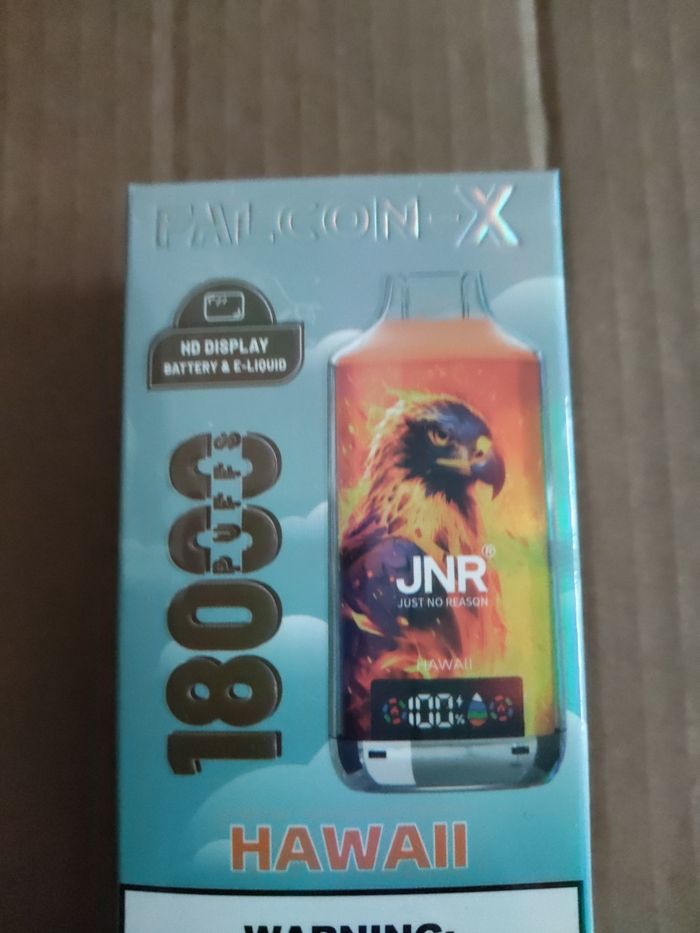 FALCON-X
HD DISPLAY
BATTERY & E-LIQUID
18000
PUFFS
JNR®
JUST NO REASON
HAWAII
100%
HAWAII
WARNING: